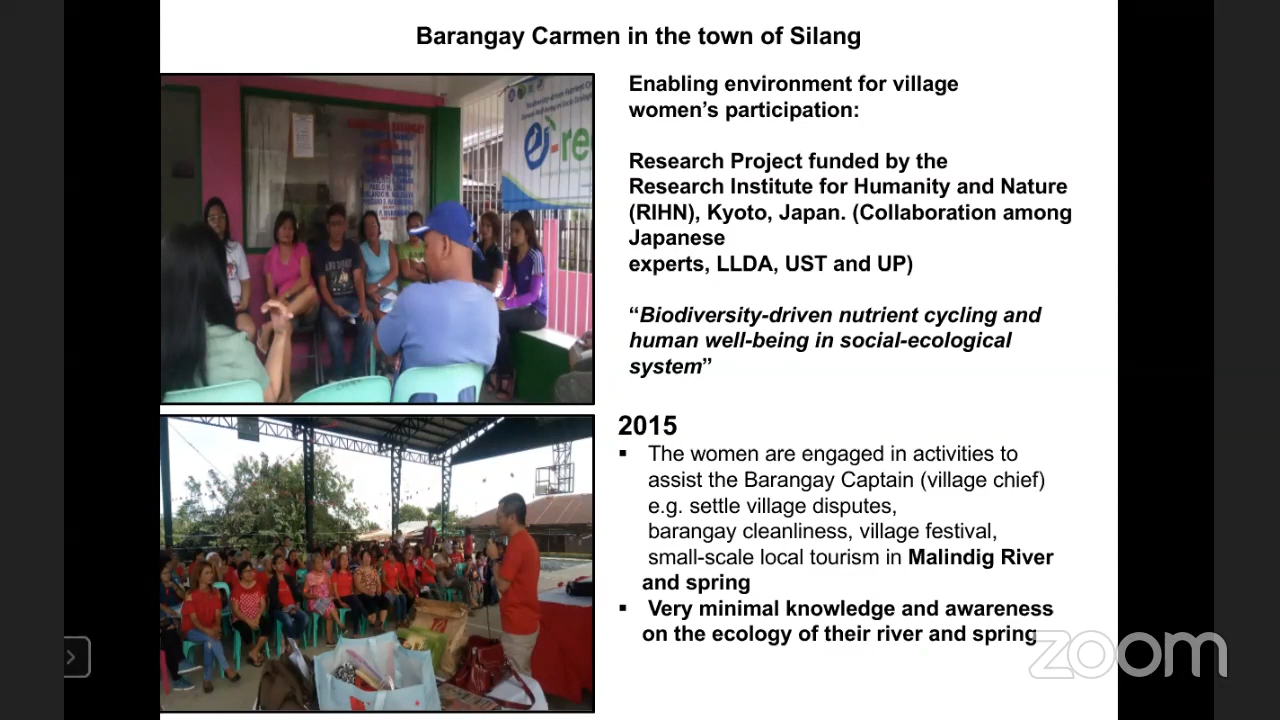 Barangay Carmen in the town of Silang
Enabling environment for village
women’s participation:
Research Project funded by the
Research Institute for Humanity and Nature
(RIHN), Kyoto, Japan. (Collaboration among
Japanese
experts, LLDA, UST and UP)
“Biodiversity-driven nutrient cycling and
human well-being in social-ecological
system”
2015
▪ The women are engaged in activities to
assist the Barangay Captain (village chief)
e.g. settle village disputes,
barangay cleanliness, village festival,
small-scale local tourism in Malindig River
and spring
▪ Very minimal knowledge and awareness
on the ecology of their river and spring
zoom